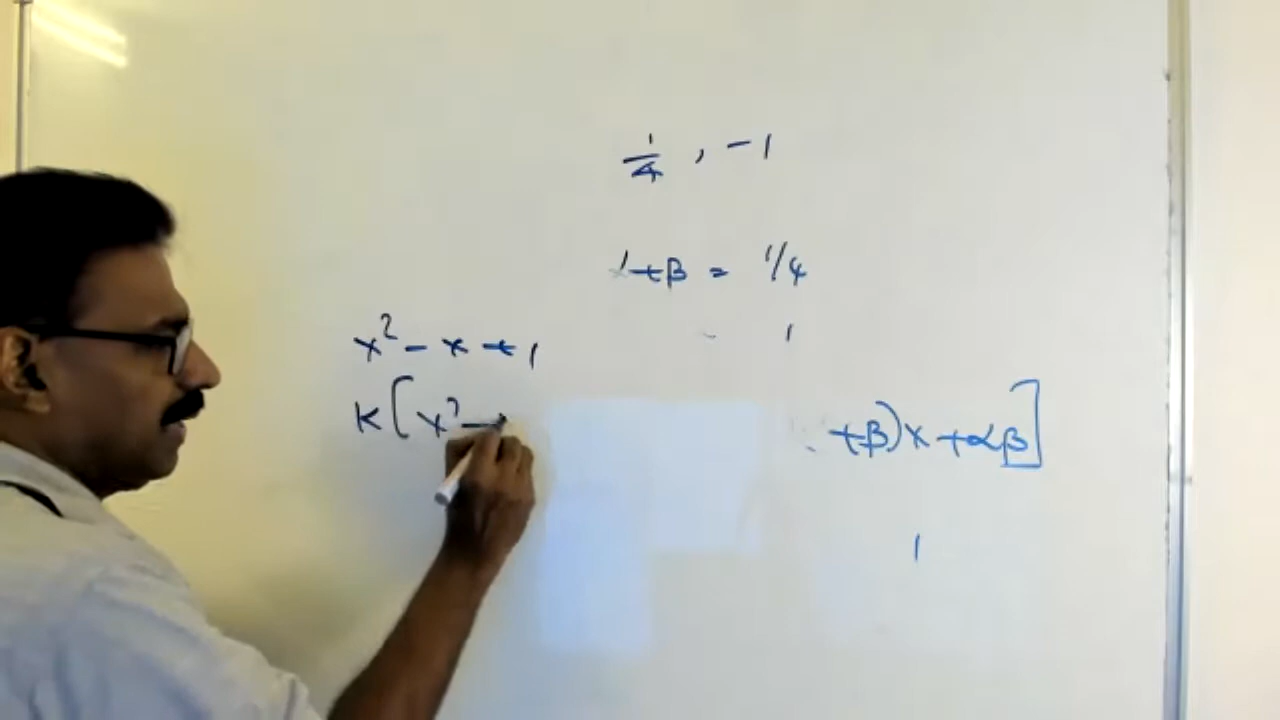 1/4 , -1
+β = 1/4
1
x² - x + 1
K[x² -
+β)x + αβ]
1